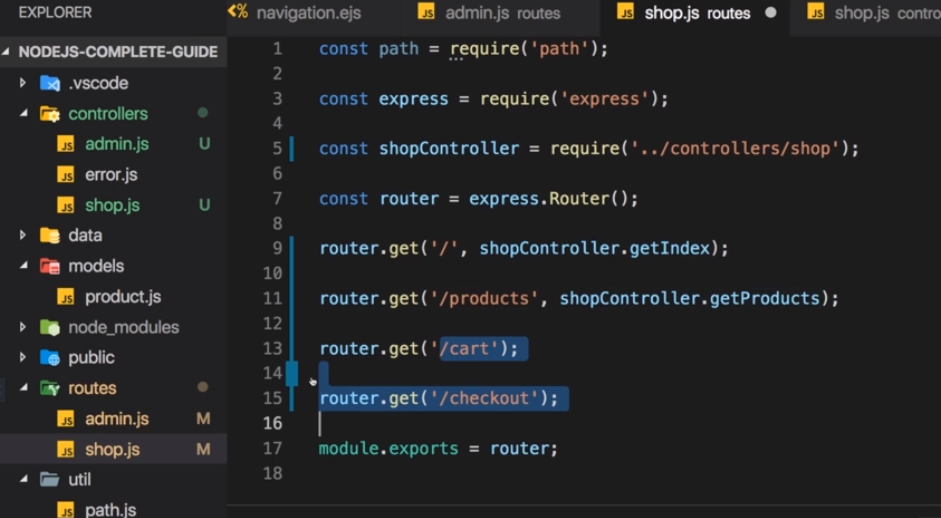 EXPLORER
navigation.ejs
JS admin.js routes
JS shop.js routes
JS shop.js contro
NODEJS-COMPLETE-GUIDE
.vscode
controllers
JS admin.js U
JS error.js
JS shop.js U
data
models
JS product.js
node_modules
public
routes
JS admin.js M
JS shop.js M
util
JS path.js
1 const path = require('path');
2
3 const express = require('express');
4
5 const shopController = require('../controllers/shop');
6
7 const router = express.Router();
8
9 router.get('/', shopController.getIndex);
10
11 router.get('/products', shopController.getProducts);
12
13 router.get('/cart');
14
15 router.get('/checkout');
16
17 module.exports = router;
18